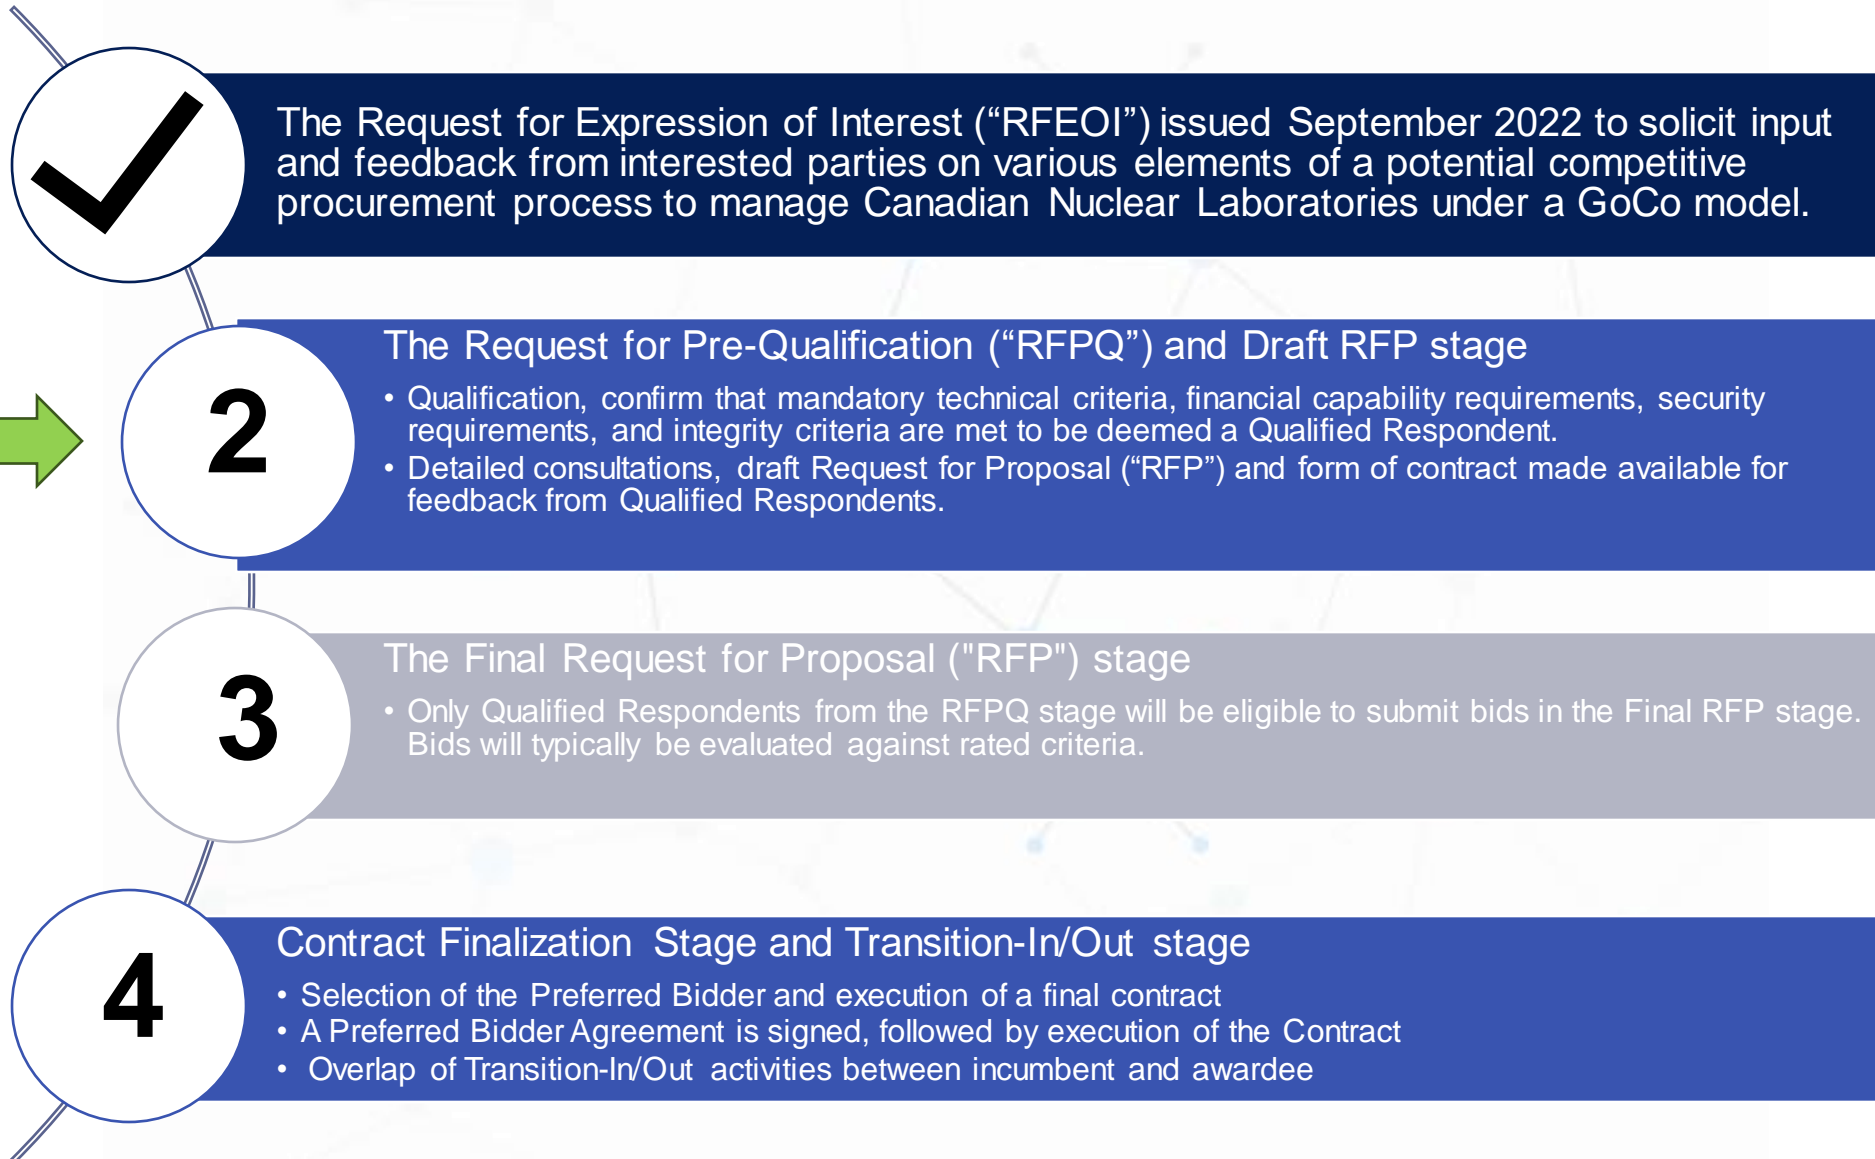 The Request for Expression of Interest (“RFEOI”) issued September 2022 to solicit input
and feedback from interested parties on various elements of a potential competitive
procurement process to manage Canadian Nuclear Laboratories under a GoCo model.
2
The Request for Pre-Qualification (“RFPQ”) and Draft RFP stage
• Qualification, confirm that mandatory technical criteria, financial capability requirements, security
requirements, and integrity criteria are met to be deemed a Qualified Respondent.
• Detailed consultations, draft Request for Proposal (“RFP”) and form of contract made available for
feedback from Qualified Respondents.
3
The Final Request for Proposal ("RFP") stage
• Only Qualified Respondents from the RFPQ stage will be eligible to submit bids in the Final RFP stage.
Bids will typically be evaluated against rated criteria.
4
Contract Finalization Stage and Transition-In/Out stage
• Selection of the Preferred Bidder and execution of a final contract
• A Preferred Bidder Agreement is signed, followed by execution of the Contract
• Overlap of Transition-In/Out activities between incumbent and awardee